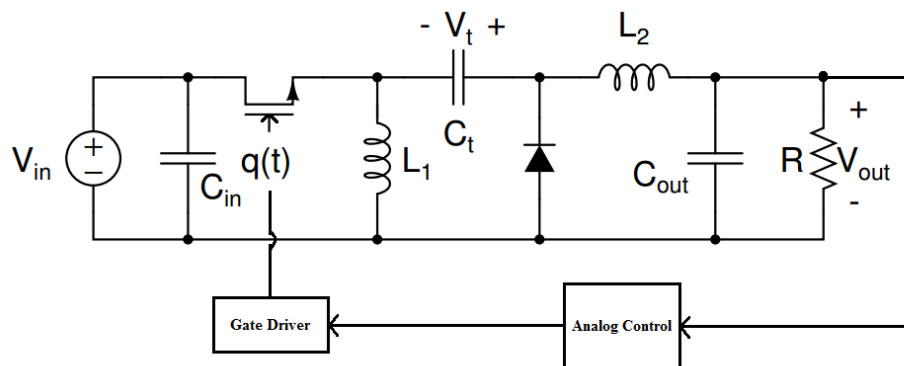 - V_t +
L_2
V_in
+
−
C_in
q(t)
L_1
C_t
C_out
R
+
V_out
-
Gate Driver
Analog Control